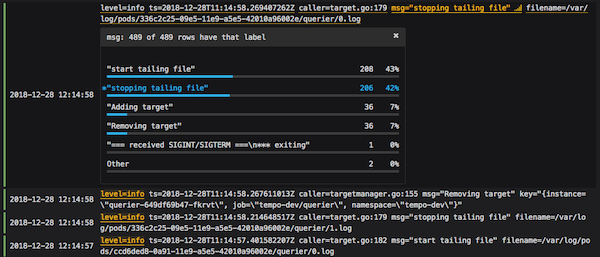 level=info ts=2018-12-28T11:14:58.269407262Z caller=target.go:179 msg="stopping tailing file" filename=/var/
log/pods/336c2c25-09e5-11e9-a5e5-42010a96002e/querier/0.log
msg: 489 of 489 rows have that label ×
"start tailing file" 208 43%
2018-12-28 12:14:58 *"stopping tailing file" 206 42%
"Adding target" 36 7%
"Removing target" 36 7%
"=== received SIGINT/SIGTERM ===\n*** exiting" 1 0%
Other 2 0%
2018-12-28 12:14:58 level=info ts=2018-12-28T11:14:58.267611013Z caller=targetmanager.go:155 msg="Removing target" key="{instance=
\"querier-649df69b47-fkrvt\", job=\"tempo-dev/querier\", namespace=\"tempo-dev\"}"
2018-12-28 12:14:58 level=info ts=2018-12-28T11:14:58.214648517Z caller=target.go:179 msg="stopping tailing file" filename=/var/lo
g/pods/336c2c25-09e5-11e9-a5e5-42010a96002e/querier/1.log
2018-12-28 12:14:57 level=info ts=2018-12-28T11:14:57.401582207Z caller=target.go:182 msg="start tailing file" filename=/var/log/po
ds/ccd6ded8-0a91-11e9-a5e5-42010a96002e/querier/0.log